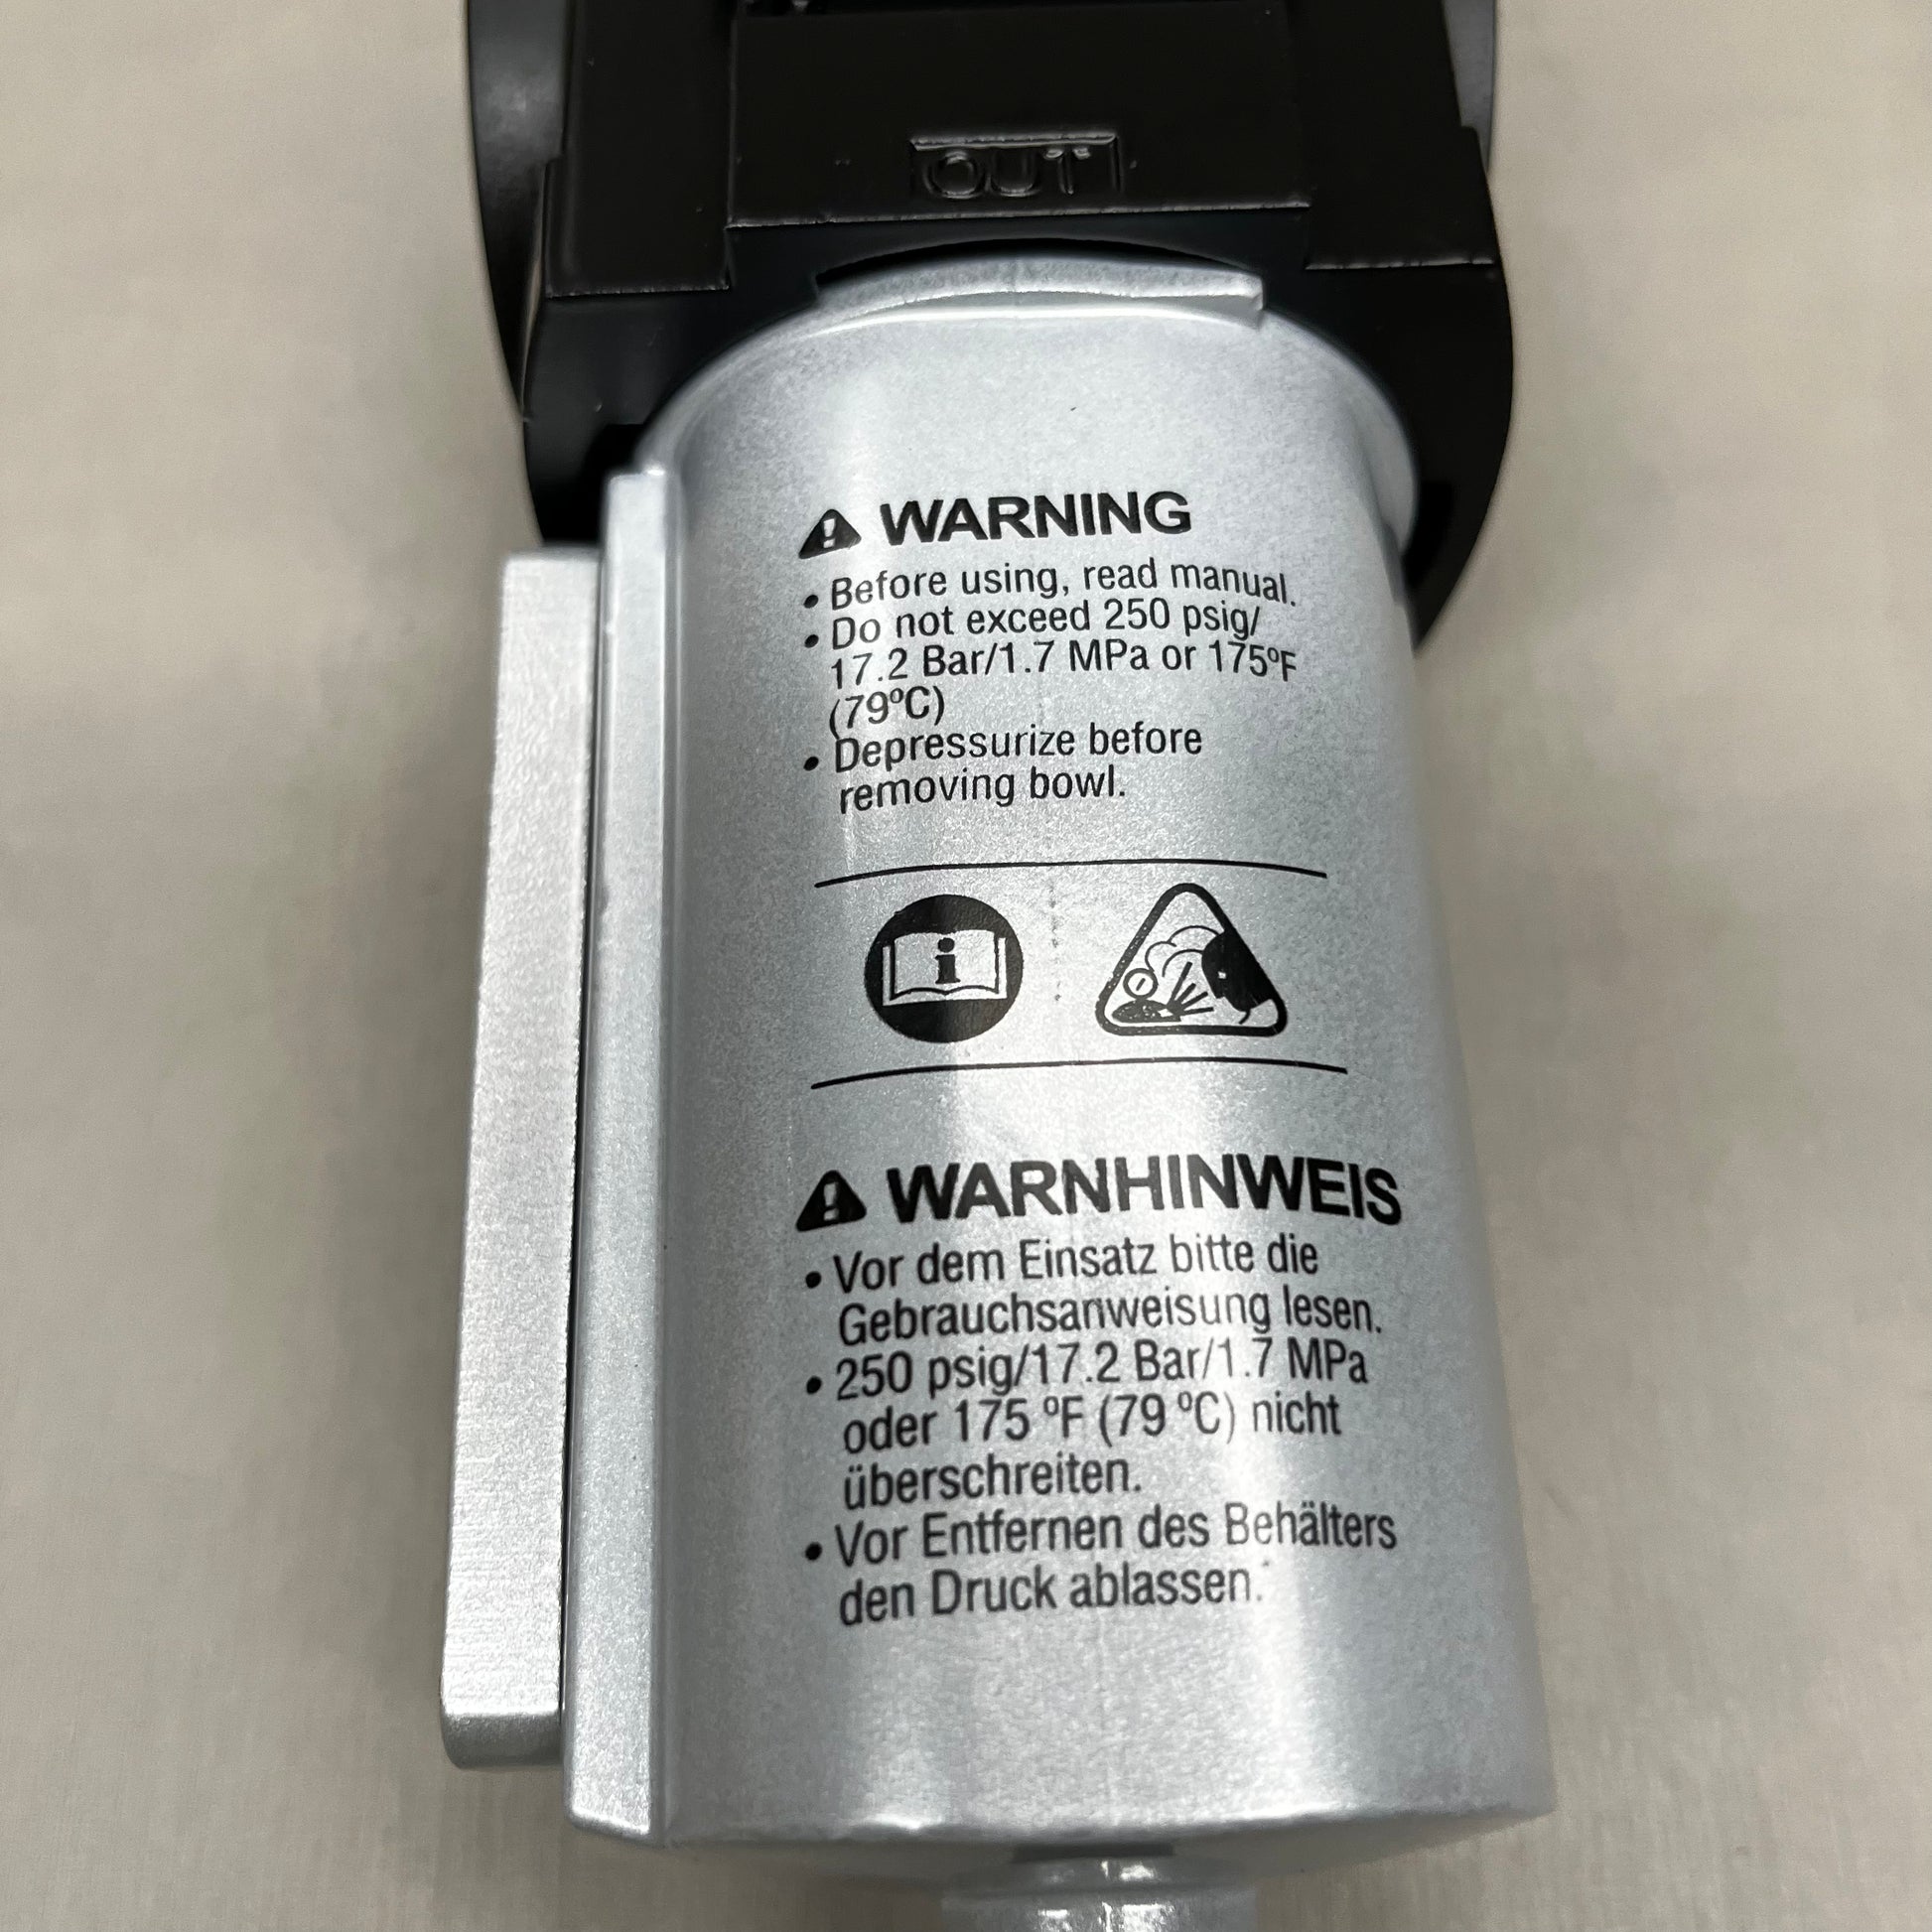 OUT
WARNING
• Before using, read manual.
• Do not exceed 250 psig/
17.2 Bar/1.7 MPa or 175ºF
(79ºC)
• Depressurize before
removing bowl.
i
WARNHINWEIS
• Vor dem Einsatz bitte die
Gebrauchsanweisung lesen.
• 250 psig/17.2 Bar/1.7 MPa
oder 175 ºF (79 ºC) nicht
überschreiten.
• Vor Entfernen des Behälters
den Druck ablassen.